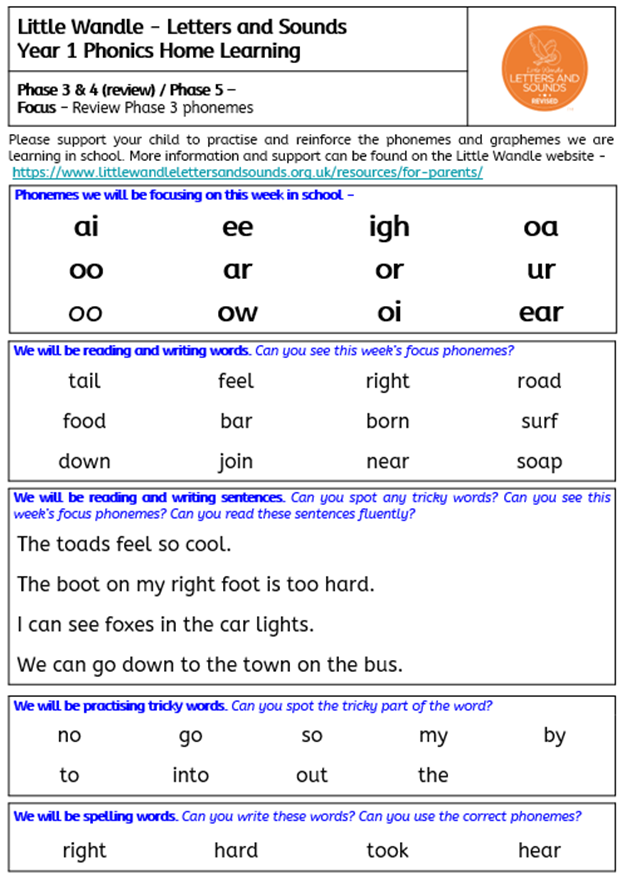 Little Wandle – Letters and Sounds
Year 1 Phonics Home Learning
Little Wandle
LETTERS AND
SOUNDS
REVISED
Phase 3 & 4 (review) / Phase 5 –
Focus – Review Phase 3 phonemes
Please support your child to practise and reinforce the phonemes and graphemes we are
learning in school. More information and support can be found on the Little Wandle website -
https://www.littlewandlelettersandsounds.org.uk/resources/for-parents/
Phonemes we will be focusing on this week in school –
ai ee igh oa
oo ar or ur
oo ow oi ear
We will be reading and writing words. Can you see this week's focus phonemes?
tail feel right road
food bar born surf
down join near soap
We will be reading and writing sentences. Can you spot any tricky words? Can you see this
week's focus phonemes? Can you read these sentences fluently?
The toads feel so cool.
The boot on my right foot is too hard.
I can see foxes in the car lights.
We can go down to the town on the bus.
We will be practising tricky words. Can you spot the tricky part of the word?
no go so my by
to into out the
We will be spelling words. Can you write these words? Can you use the correct phonemes?
right hard took hear